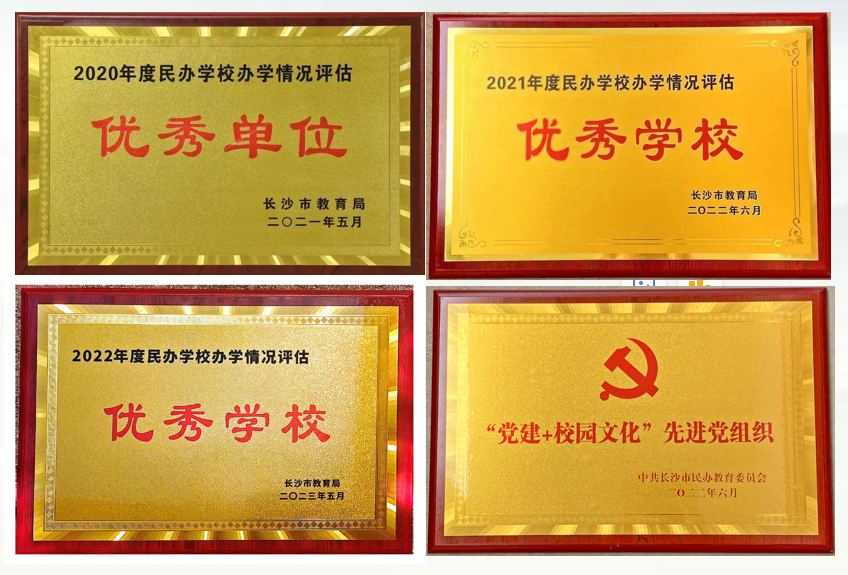 2020年度民办学校办学情况评估
优秀单位
长沙市教育局
二〇二一年五月
2021年度民办学校办学情况评估
优秀学校
长沙市教育局
二〇二二年六月
2022年度民办学校办学情况评估
优秀学校
长沙市教育局
二〇二三年五月
“党建+校园文化”先进党组织
中共长沙市民办教育委员会
二〇二二年六月